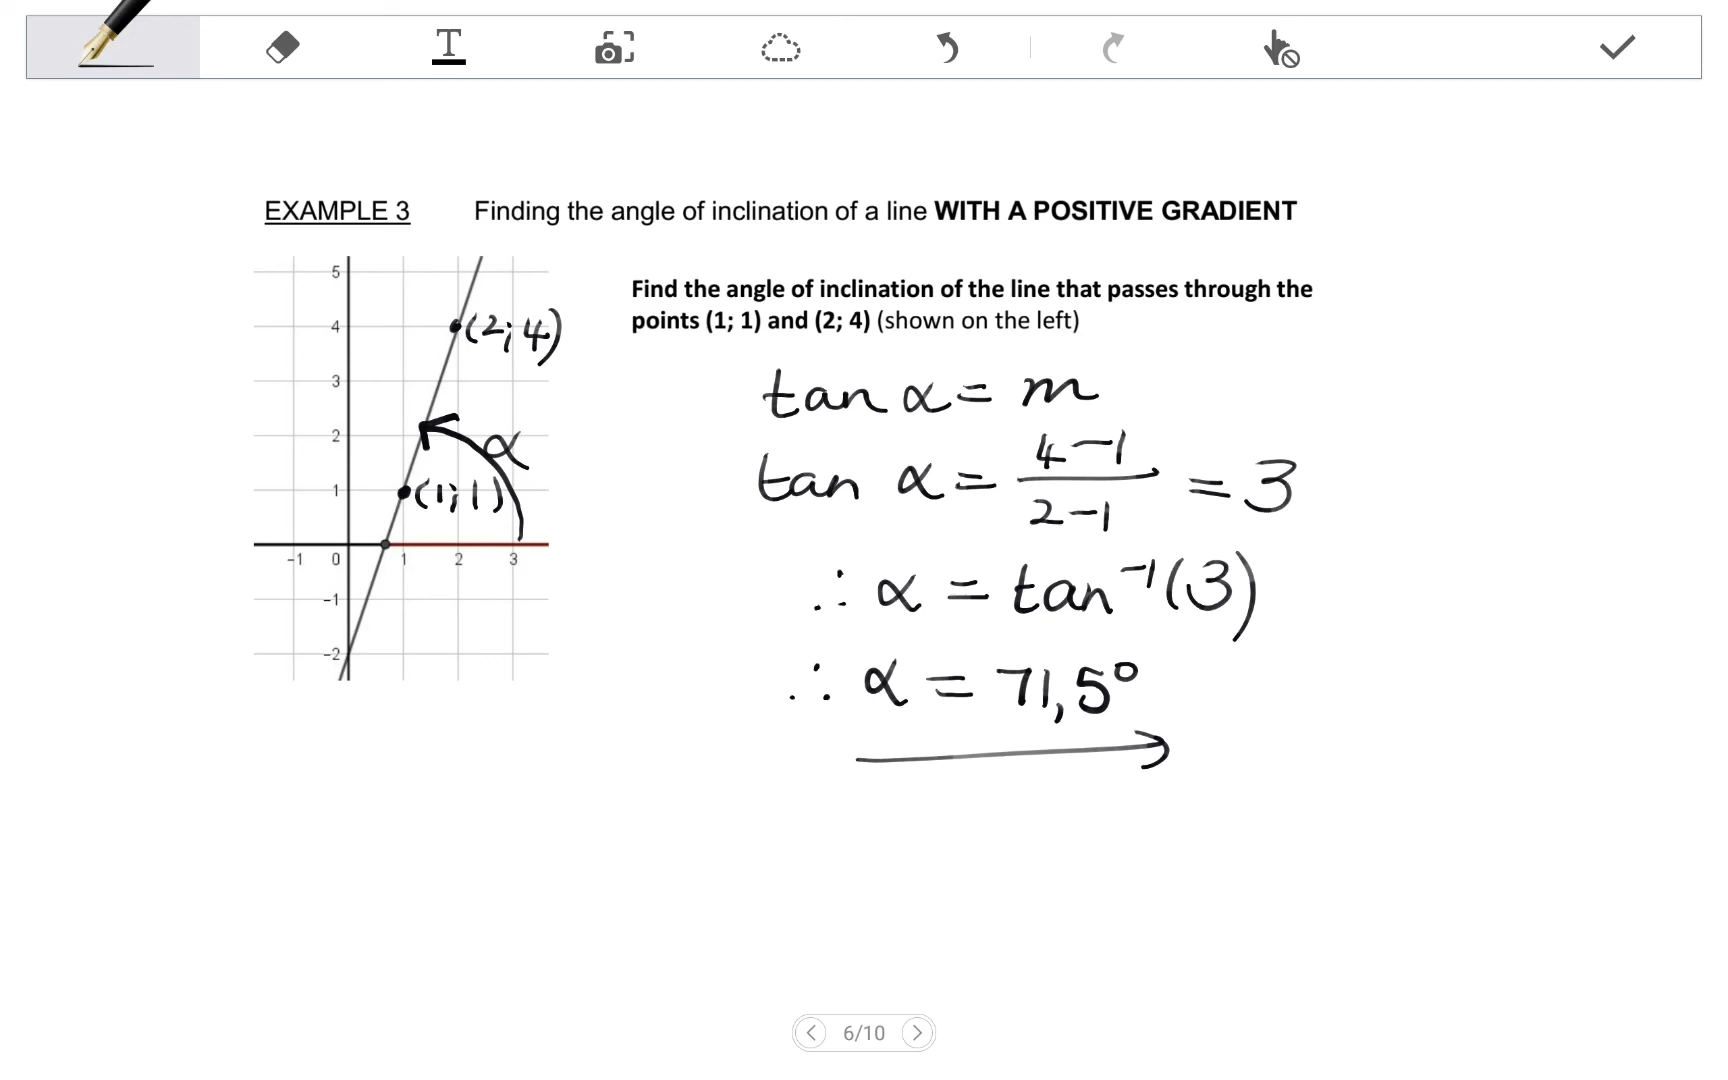 T
EXAMPLE 3 Finding the angle of inclination of a line WITH A POSITIVE GRADIENT
5
4
3
2
1
-1 0 1 2 3
-1
-2
(2; 4)
α
(1; 1)
Find the angle of inclination of the line that passes through the
points (1; 1) and (2; 4) (shown on the left)
tan α = m
tan α = 4-1/2-1 = 3
∴ α = tan⁻¹(3)
∴ α = 71,5°
6/10